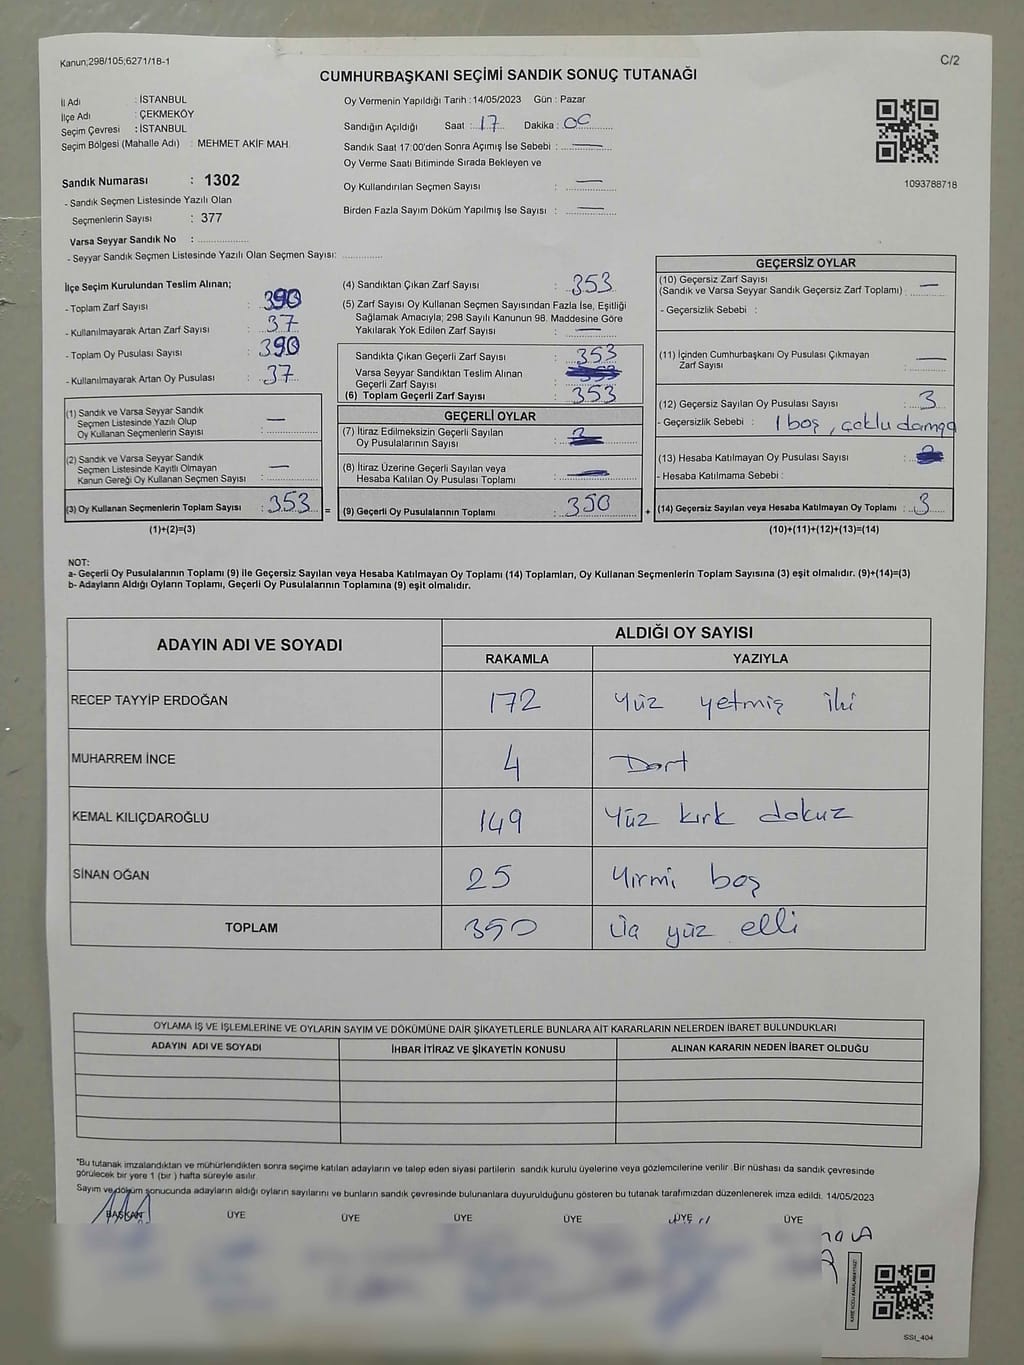 Kanun;298/105;6271/18-1
C/2
CUMHURBAŞKANI SEÇİMİ SANDIK SONUÇ TUTANAĞI
İl Adı : İSTANBUL
İlçe Adı : ÇEKMEKÖY
Seçim Çevresi : İSTANBUL
Seçim Bölgesi (Mahalle Adı) : MEHMET AKİF MAH.
Sandık Numarası : 1302
- Sandık Seçmen Listesinde Yazılı Olan
Seçmenlerin Sayısı : 377
Varsa Seyyar Sandık No :
- Seyyar Sandık Seçmen Listesinde Yazılı Olan Seçmen Sayısı:
Oy Vermenin Yapıldığı Tarih : 14/05/2023 Gün : Pazar
Sandığın Açıldığı Saat : 17 Dakika : 00
Sandık Saat 17:00'den Sonra Açımış İse Sebebi : —
Oy Verme Saati Bitiminde Sırada Bekleyen ve
Oy Kullandırılan Seçmen Sayısı : —
Birden Fazla Sayım Döküm Yapılmış İse Sayısı : —
1093788718
İlçe Seçim Kurulundan Teslim Alınan;
- Toplam Zarf Sayısı : 390
- Kullanılmayarak Artan Zarf Sayısı : 37
- Toplam Oy Pusulası Sayısı : 390
- Kullanılmayarak Artan Oy Pusulası : 37
(1) Sandık ve Varsa Seyyar Sandık
Seçmen Listesinde Yazılı Olup
Oy Kullanan Seçmenlerin Sayısı : —
(2) Sandık ve Varsa Seyyar Sandık
Seçmen Listesinde Kayıtlı Olmayan
Kanun Gereği Oy Kullanan Seçmen Sayısı : —
(3) Oy Kullanan Seçmenlerin Toplam Sayısı : 353
(1)+(2)=(3)
=
(4) Sandıktan Çıkan Zarf Sayısı : 353
(5) Zarf Sayısı Oy Kullanan Seçmen Sayısından Fazla İse, Eşitliği
Sağlamak Amacıyla; 298 Sayılı Kanunun 98. Maddesine Göre
Yakılarak Yok Edilen Zarf Sayısı : —
Sandıkta Çıkan Geçerli Zarf Sayısı : 353
Varsa Seyyar Sandıktan Teslim Alınan
Geçerli Zarf Sayısı :
(6) Toplam Geçerli Zarf Sayısı : 353
GEÇERLİ OYLAR
(7) İtiraz Edilmeksizin Geçerli Sayılan
Oy Pusulalarının Sayısı :
(8) İtiraz Üzerine Geçerli Sayılan veya
Hesaba Katılan Oy Pusulası Toplamı :
(9) Geçerli Oy Pusulalarının Toplamı : 350
+
GEÇERSİZ OYLAR
(10) Geçersiz Zarf Sayısı
(Sandık ve Varsa Seyyar Sandık Geçersiz Zarf Toplamı) : —
- Geçersizlik Sebebi :
(11) İçinden Cumhurbaşkanı Oy Pusulası Çıkmayan
Zarf Sayısı : —
(12) Geçersiz Sayılan Oy Pusulası Sayısı : 3
- Geçersizlik Sebebi : 1 boş, çoklu damga
(13) Hesaba Katılmayan Oy Pusulası Sayısı :
- Hesaba Katılmama Sebebi :
(14) Geçersiz Sayılan veya Hesaba Katılmayan Oy Toplamı : 3
(10)+(11)+(12)+(13)=(14)
NOT:
a- Geçerli Oy Pusulalarının Toplamı (9) ile Geçersiz Sayılan veya Hesaba Katılmayan Oy Toplamı (14) Toplamları, Oy Kullanan Seçmenlerin Toplam Sayısına (3) eşit olmalıdır. (9)+(14)=(3)
b- Adayların Aldığı Oyların Toplamı, Geçerli Oy Pusulalarının Toplamına (9) eşit olmalıdır.
ADAYIN ADI VE SOYADI
ALDIĞI OY SAYISI
RAKAMLA YAZIYLA
RECEP TAYYİP ERDOĞAN 172 Yüz yetmiş iki
MUHARREM İNCE 4 Dört
KEMAL KILIÇDAROĞLU 149 Yüz kırk dokuz
SİNAN OĞAN 25 Yirmi beş
TOPLAM 350 Üç yüz elli
OYLAMA İŞ VE İŞLEMLERİNE VE OYLARIN SAYIM VE DÖKÜMÜNE DAİR ŞİKAYETLERLE BUNLARA AİT KARARLARIN NELERDEN İBARET BULUNDUKLARI
ADAYIN ADI VE SOYADI İHBAR İTİRAZ VE ŞİKAYETİN KONUSU ALINAN KARARIN NEDEN İBARET OLDUĞU
*Bu tutanak imzalandıktan ve mühürlendikten sonra seçime katılan adayların ve talep eden siyasi partilerin sandık kurulu üyelerine veya gözlemcilerine verilir. Bir nüshası da sandık çevresinde
görülecek bir yere 1 (bir) hafta süreyle asılır.
Sayım ve döküm sonucunda adayların aldığı oyların sayılarını ve bunların sandık çevresinde bulunanlara duyurulduğunu gösteren bu tutanak tarafımızdan düzenlenerek imza edildi. 14/05/2023
BAŞKAN ÜYE ÜYE ÜYE ÜYE ÜYE ÜYE
SSI_404